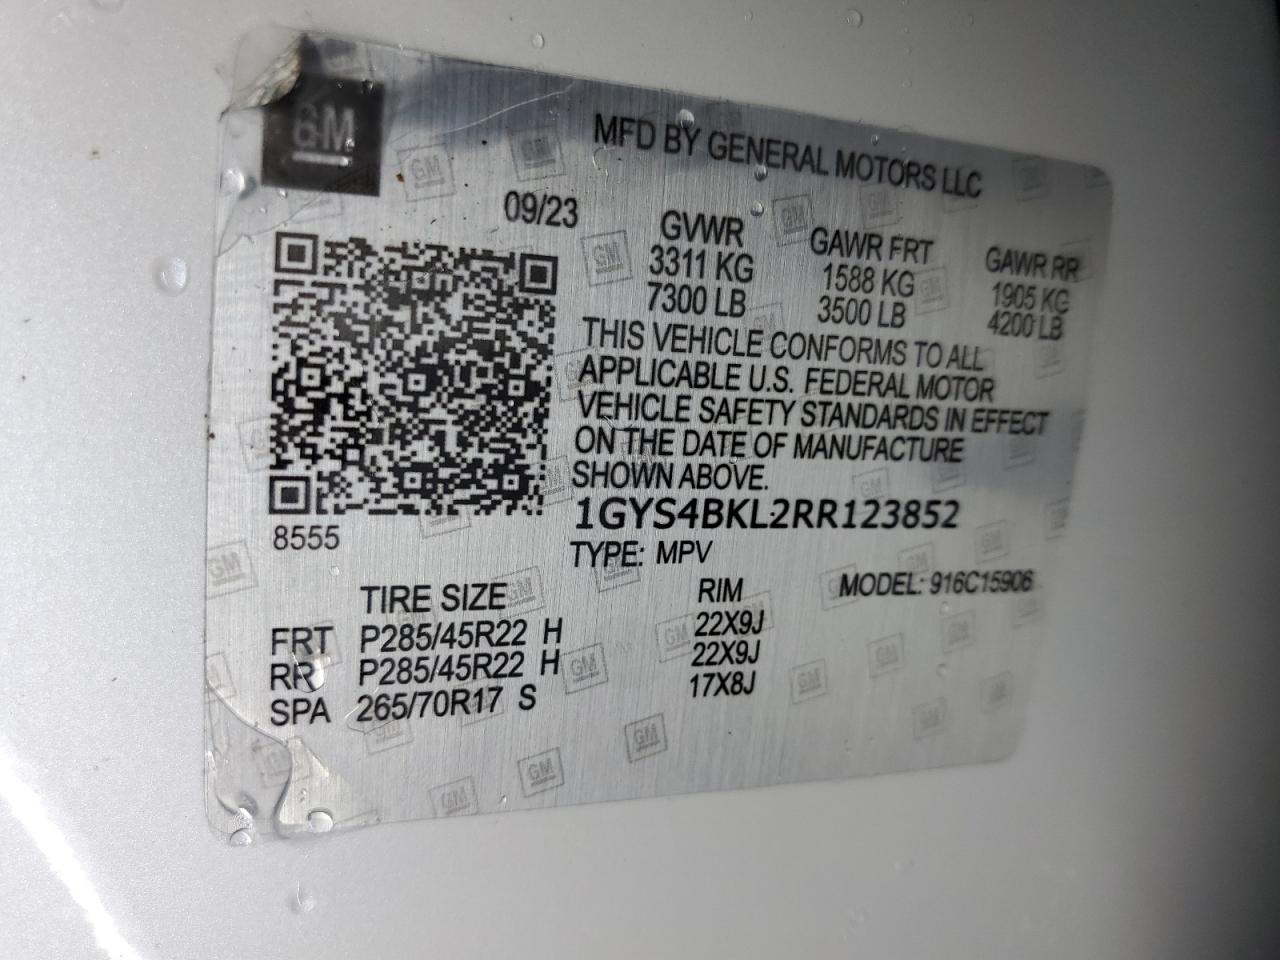 GM
MFD BY GENERAL MOTORS LLC
09/23
GVWR GAWR FRT GAWR RR
3311 KG 1588 KG 1905 KG
7300 LB 3500 LB 4200 LB
THIS VEHICLE CONFORMS TO ALL
APPLICABLE U.S. FEDERAL MOTOR
VEHICLE SAFETY STANDARDS IN EFFECT
ON THE DATE OF MANUFACTURE
SHOWN ABOVE.
1GYS4BKL2RR123852
8555
TYPE: MPV
MODEL: 916C15906
TIRE SIZE RIM
FRT P285/45R22 H 22X9J
RR P285/45R22 H 22X9J
SPA 265/70R17 S 17X8J